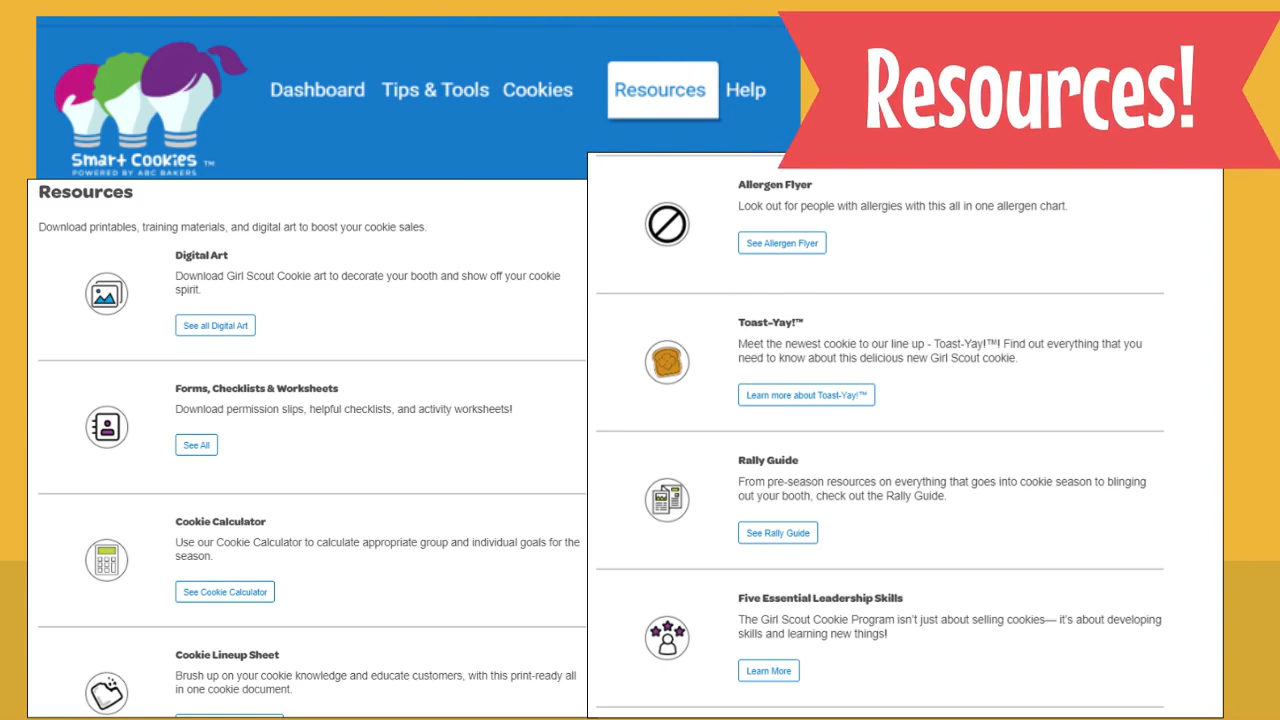 Smart Cookies ™
POWERED BY ABC BAKERS
Dashboard Tips & Tools Cookies Resources Help
Resources!
Resources
Download printables, training materials, and digital art to boost your cookie sales.
Digital Art
Download Girl Scout Cookie art to decorate your booth and show off your cookie
spirit.
See all Digital Art
Forms, Checklists & Worksheets
Download permission slips, helpful checklists, and activity worksheets!
See All
Cookie Calculator
Use our Cookie Calculator to calculate appropriate group and individual goals for the
season.
See Cookie Calculator
Cookie Lineup Sheet
Brush up on your cookie knowledge and educate customers, with this print-ready all
in one cookie document.
Allergen Flyer
Look out for people with allergies with this all in one allergen chart.
See Allergen Flyer
Toast-Yay!™
Meet the newest cookie to our line up - Toast-Yay!™! Find out everything that you
need to know about this delicious new Girl Scout cookie.
Learn more about Toast-Yay!™
Rally Guide
From pre-season resources on everything that goes into cookie season to blinging
out your booth, check out the Rally Guide.
See Rally Guide
Five Essential Leadership Skills
The Girl Scout Cookie Program isn't just about selling cookies— it's about developing
skills and learning new things!
Learn More